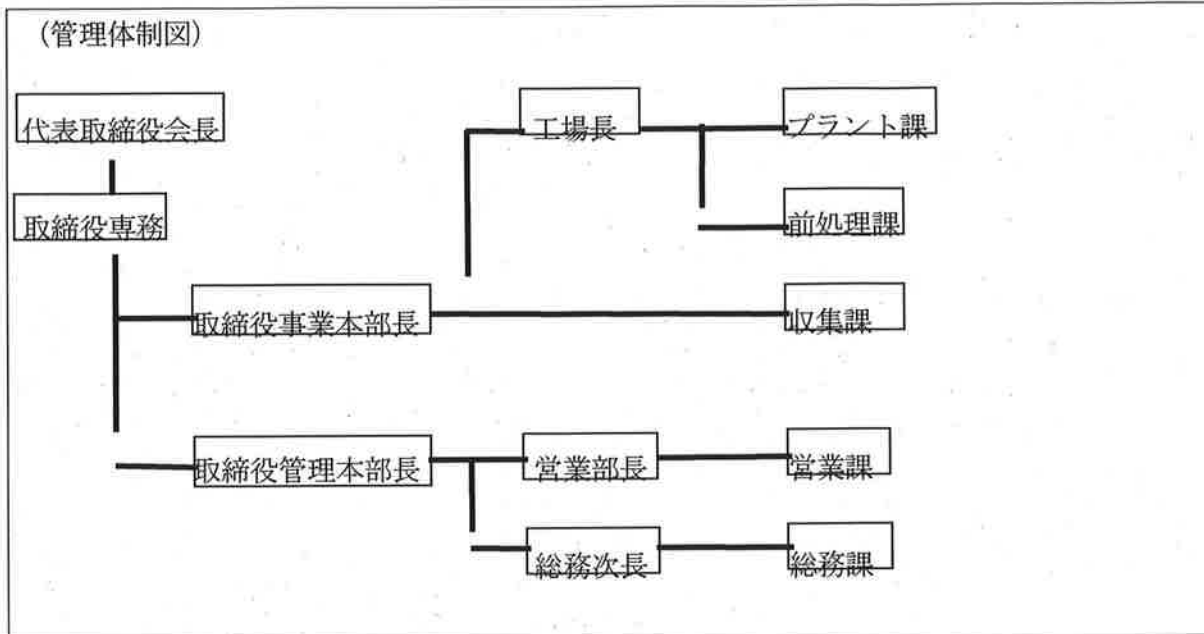 （管理体制図）
代表取締役会長
工場長
プラント課
取締役専務
前処理課
取締役事業本部長
収集課
取締役管理本部長
営業部長
営業課
総務次長
総務課